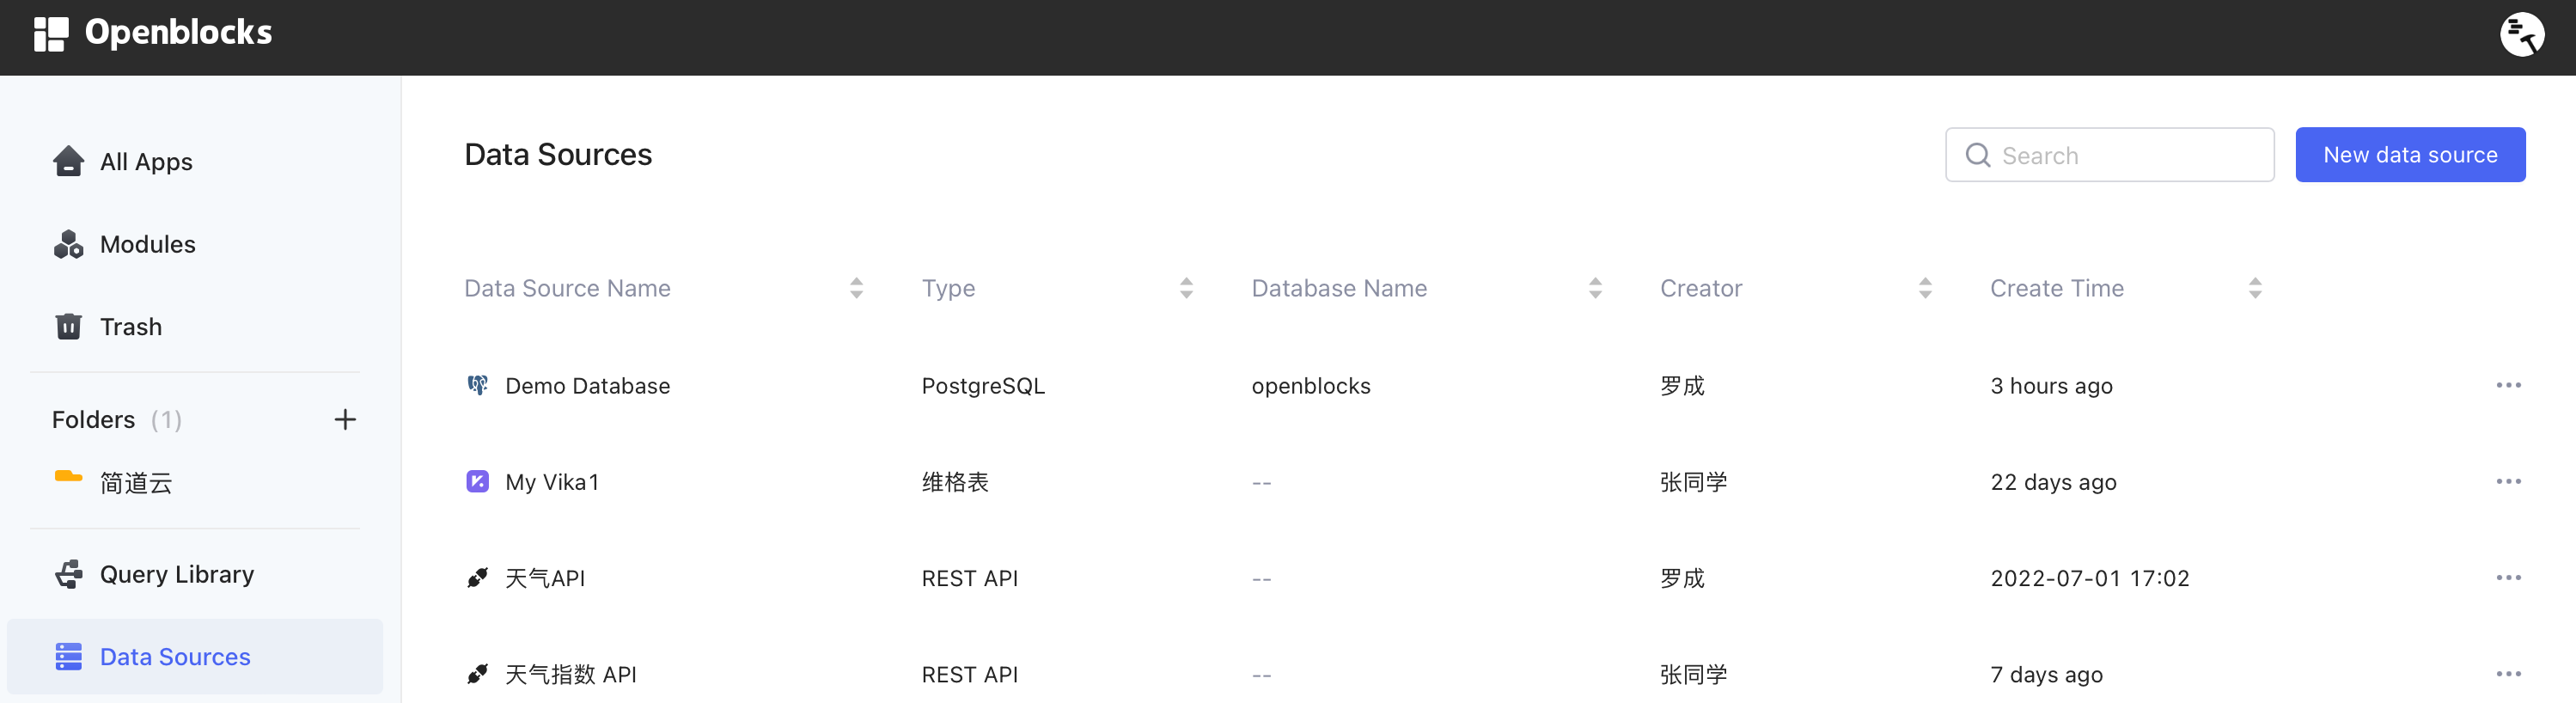 Openblocks
All Apps
Modules
Trash
Folders (1)
简道云
Query Library
Data Sources
Data Sources
Search
New data source
Data Source Name Type Database Name Creator Create Time
Demo Database PostgreSQL openblocks 罗成 3 hours ago
My Vika1 维格表 -- 张同学 22 days ago
天气API REST API -- 罗成 2022-07-01 17:02
天气指数 API REST API -- 张同学 7 days ago